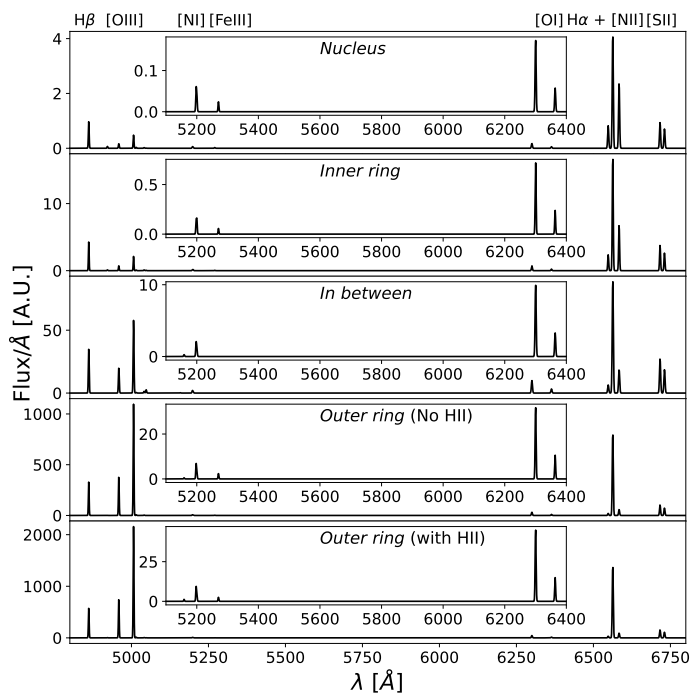 Hβ [OIII] [NI] [FeIII] [OI] Hα + [NII] [SII]
4
2
0
Nucleus
0.1
0.0
5200 5400 5600 5800 6000 6200 6400
10
0
Inner ring
0.5
0.0
5200 5400 5600 5800 6000 6200 6400
50
0
In between
10
0
5200 5400 5600 5800 6000 6200 6400
1000
500
0
Outer ring (No HII)
20
0
5200 5400 5600 5800 6000 6200 6400
2000
1000
0
Outer ring (with HII)
25
0
5200 5400 5600 5800 6000 6200 6400
5000 5250 5500 5750 6000 6250 6500 6750
λ [Å]
Flux/Å [A.U.]